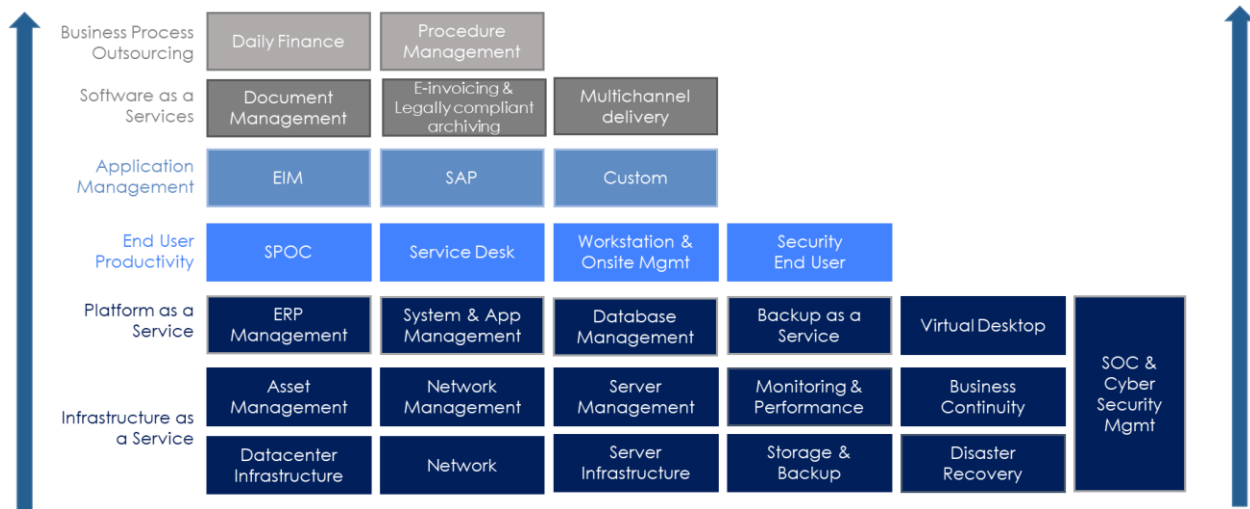 Business Process
Outsourcing
Daily Finance
Procedure
Management
Software as a
Services
Document
Management
E-invoicing &
Legally compliant
archiving
Multichannel
delivery
Application
Management
EIM
SAP
Custom
End User
Productivity
SPOC
Service Desk
Workstation &
Onsite Mgmt
Security
End User
Platform as a
Service
ERP
Management
System & App
Management
Database
Management
Backup as a
Service
Virtual Desktop
SOC &
Cyber
Security
Mgmt
Infrastructure as
a Service
Asset
Management
Network
Management
Server
Management
Monitoring &
Performance
Business
Continuity
Datacenter
Infrastructure
Network
Server
Infrastructure
Storage &
Backup
Disaster
Recovery